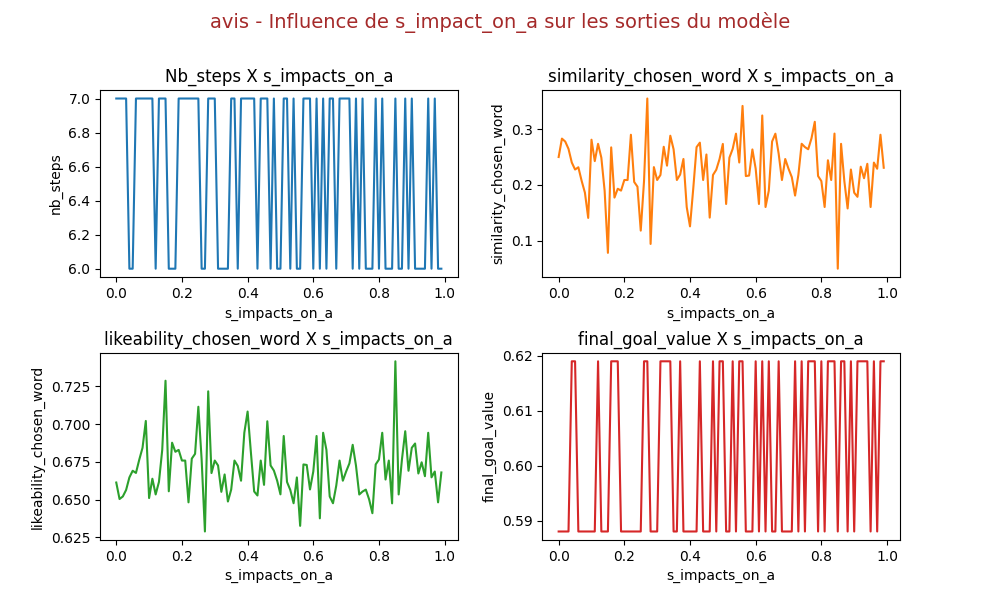 avis - Influence de s_impact_on_a sur les sorties du modèle
Nb_steps X s_impacts_on_a
7.0
6.8
6.6
6.4
6.2
6.0
nb_steps
0.0 0.2 0.4 0.6 0.8 1.0
s_impacts_on_a
similarity_chosen_word X s_impacts_on_a
0.3
0.2
0.1
similarity_chosen_word
0.0 0.2 0.4 0.6 0.8 1.0
s_impacts_on_a
likeability_chosen_word X s_impacts_on_a
0.725
0.700
0.675
0.650
0.625
likeability_chosen_word
0.0 0.2 0.4 0.6 0.8 1.0
s_impacts_on_a
final_goal_value X s_impacts_on_a
0.62
0.61
0.60
0.59
final_goal_value
0.0 0.2 0.4 0.6 0.8 1.0
s_impacts_on_a